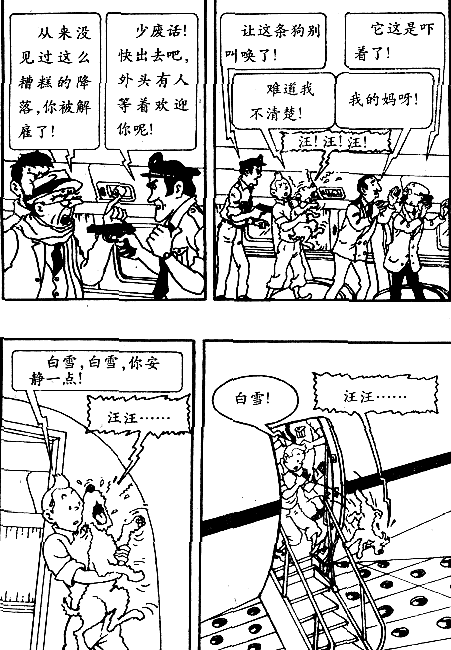 从来没
见过这么
糟糕的降
落，你被解
雇了！
少废话！
快出去吧，
外头有人
等着欢迎
你呢！
让这条狗别
叫唤了！
它这是吓
着了！
难道我
不清楚！
我的妈呀！
汪！汪！汪！
白雪，白雪，你安
静一点！
汪汪……
白雪！
汪汪……